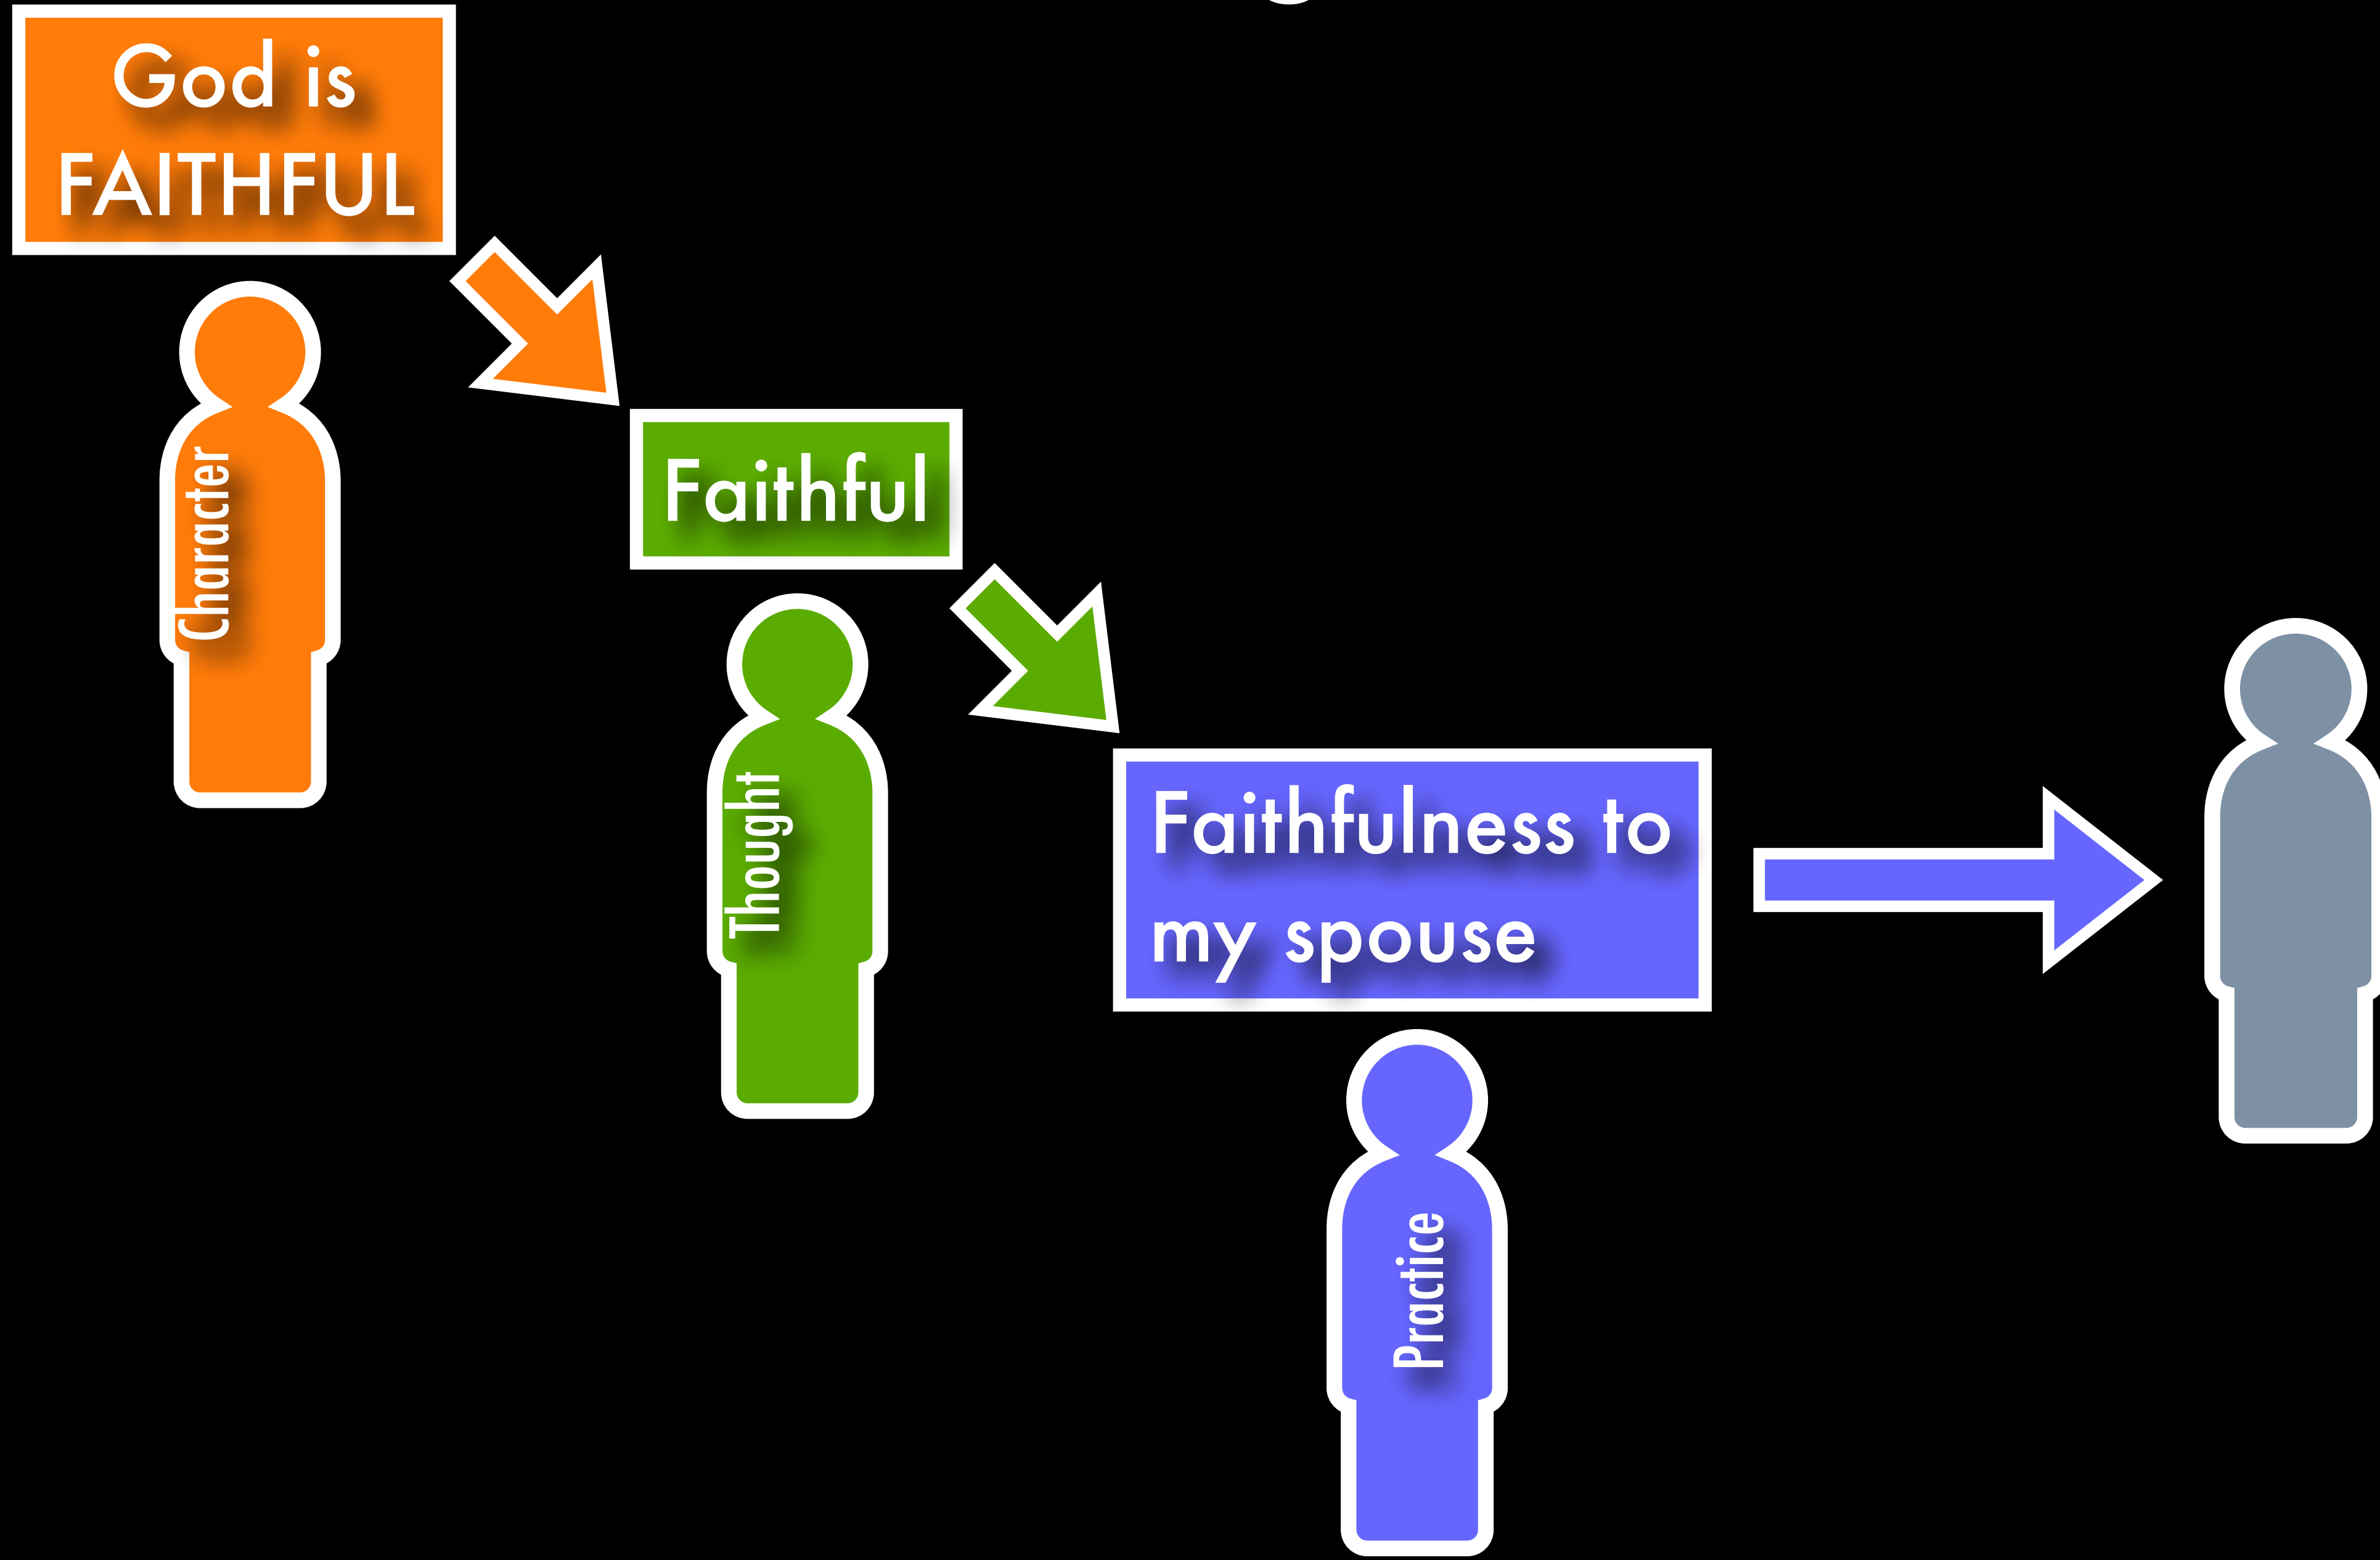 God is
FAITHFUL
Character
Faithful
Thought
Faithfulness to
my spouse
Practice